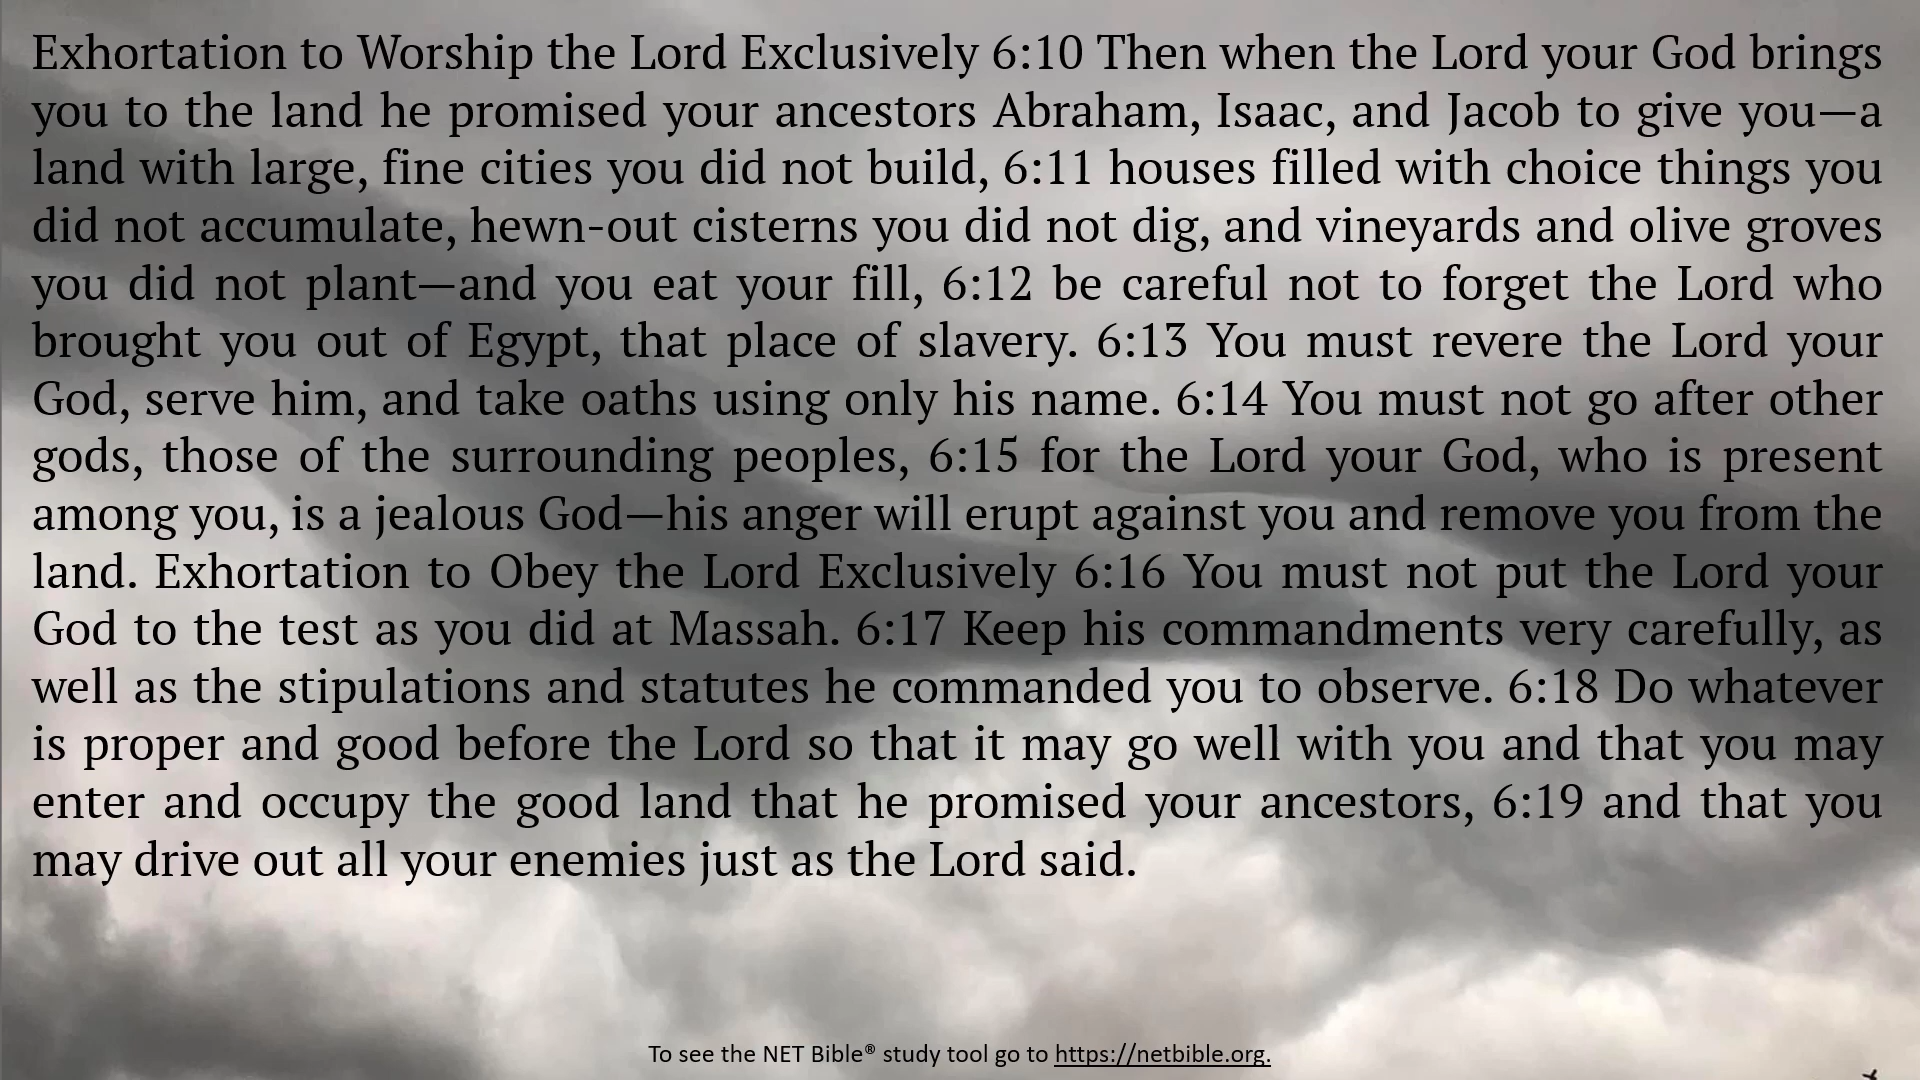 Exhortation to Worship the Lord Exclusively 6:10 Then when the Lord your God brings
you to the land he promised your ancestors Abraham, Isaac, and Jacob to give you—a
land with large, fine cities you did not build, 6:11 houses filled with choice things you
did not accumulate, hewn-out cisterns you did not dig, and vineyards and olive groves
you did not plant—and you eat your fill, 6:12 be careful not to forget the Lord who
brought you out of Egypt, that place of slavery. 6:13 You must revere the Lord your
God, serve him, and take oaths using only his name. 6:14 You must not go after other
gods, those of the surrounding peoples, 6:15 for the Lord your God, who is present
among you, is a jealous God—his anger will erupt against you and remove you from the
land. Exhortation to Obey the Lord Exclusively 6:16 You must not put the Lord your
God to the test as you did at Massah. 6:17 Keep his commandments very carefully, as
well as the stipulations and statutes he commanded you to observe. 6:18 Do whatever
is proper and good before the Lord so that it may go well with you and that you may
enter and occupy the good land that he promised your ancestors, 6:19 and that you
may drive out all your enemies just as the Lord said.
To see the NET Bible® study tool go to https://netbible.org.